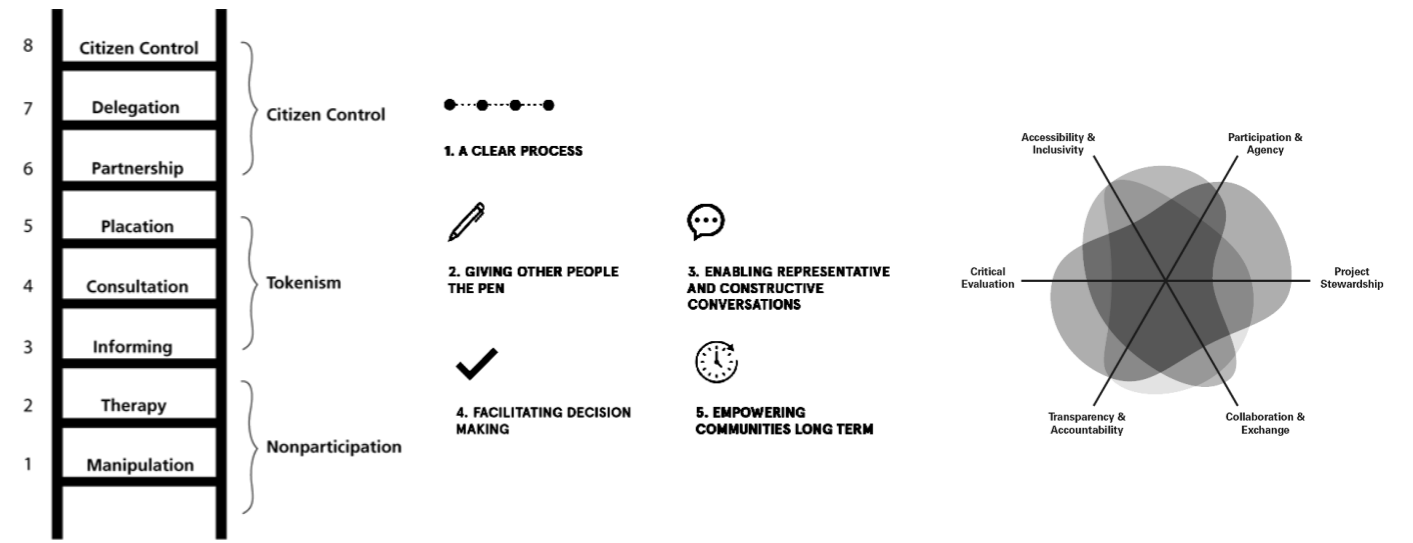 8
Citizen Control
7
Delegation
6
Partnership
Citizen Control
5
Placation
4
Consultation
3
Informing
Tokenism
2
Therapy
1
Manipulation
Nonparticipation
1. A CLEAR PROCESS
2. GIVING OTHER PEOPLE
THE PEN
3. ENABLING REPRESENTATIVE
AND CONSTRUCTIVE
CONVERSATIONS
4. FACILITATING DECISION
MAKING
5. EMPOWERING
COMMUNITIES LONG TERM
Accessibility &
Inclusivity
Participation &
Agency
Critical
Evaluation
Project
Stewardship
Transparency &
Accountability
Collaboration &
Exchange